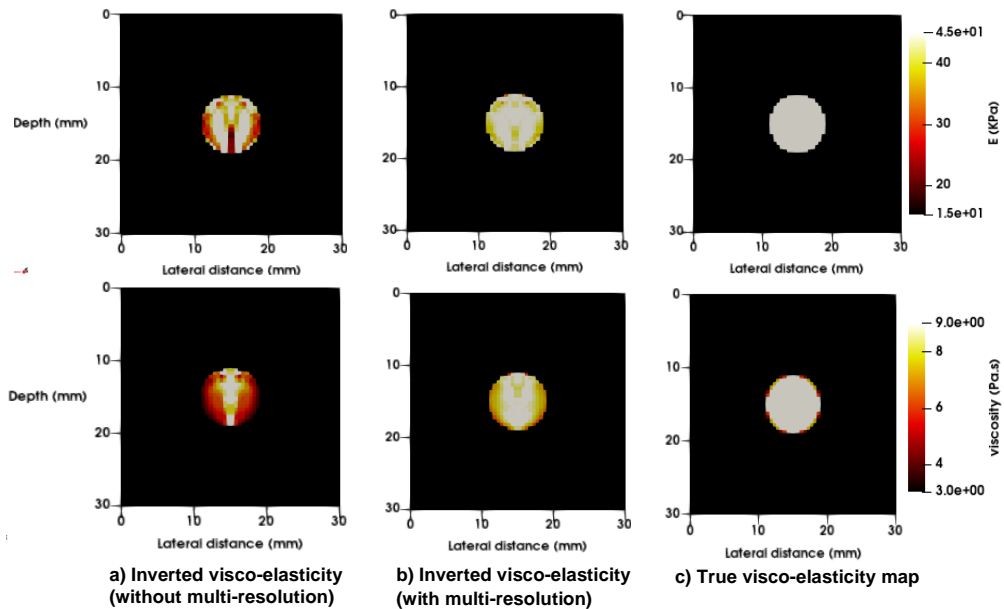 0
10
Depth (mm)
20
30
0 10 20 30
Lateral distance (mm)
0
10
20
30
0 10 20 30
Lateral distance (mm)
0
10
20
30
0 10 20 30
Lateral distance (mm)
4.5e+01
40
30
20
1.5e+01
E (KPa)
0
10
Depth (mm)
20
30
0 10 20 30
Lateral distance (mm)
0
10
20
30
0 10 20 30
Lateral distance (mm)
0
10
20
30
0 10 20 30
Lateral distance (mm)
9.0e+00
8
6
4
3.0e+00
viscosity (Pa.s)
a) Inverted visco-elasticity
(without multi-resolution)
b) Inverted visco-elasticity
(with multi-resolution)
c) True visco-elasticity map